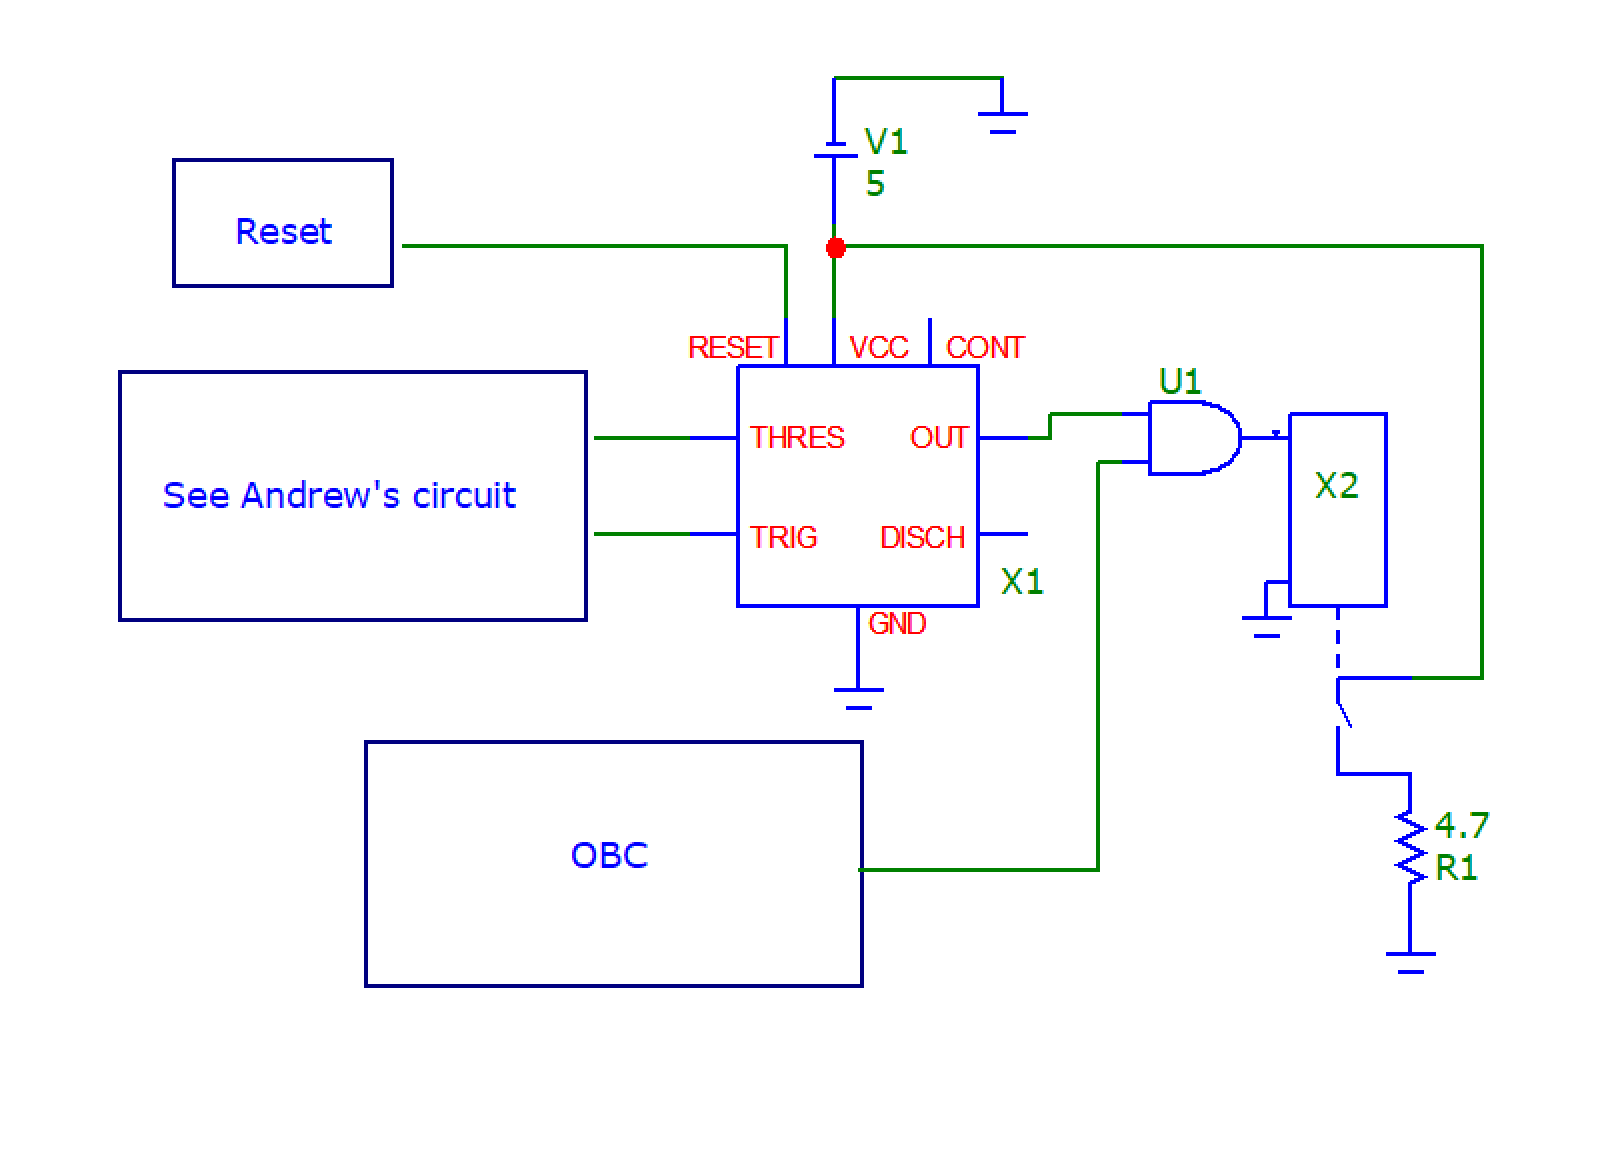 V1
5
Reset
RESET
VCC
CONT
U1
THRES
OUT
X2
See Andrew's circuit
TRIG
DISCH
X1
GND
OBC
4.7
R1